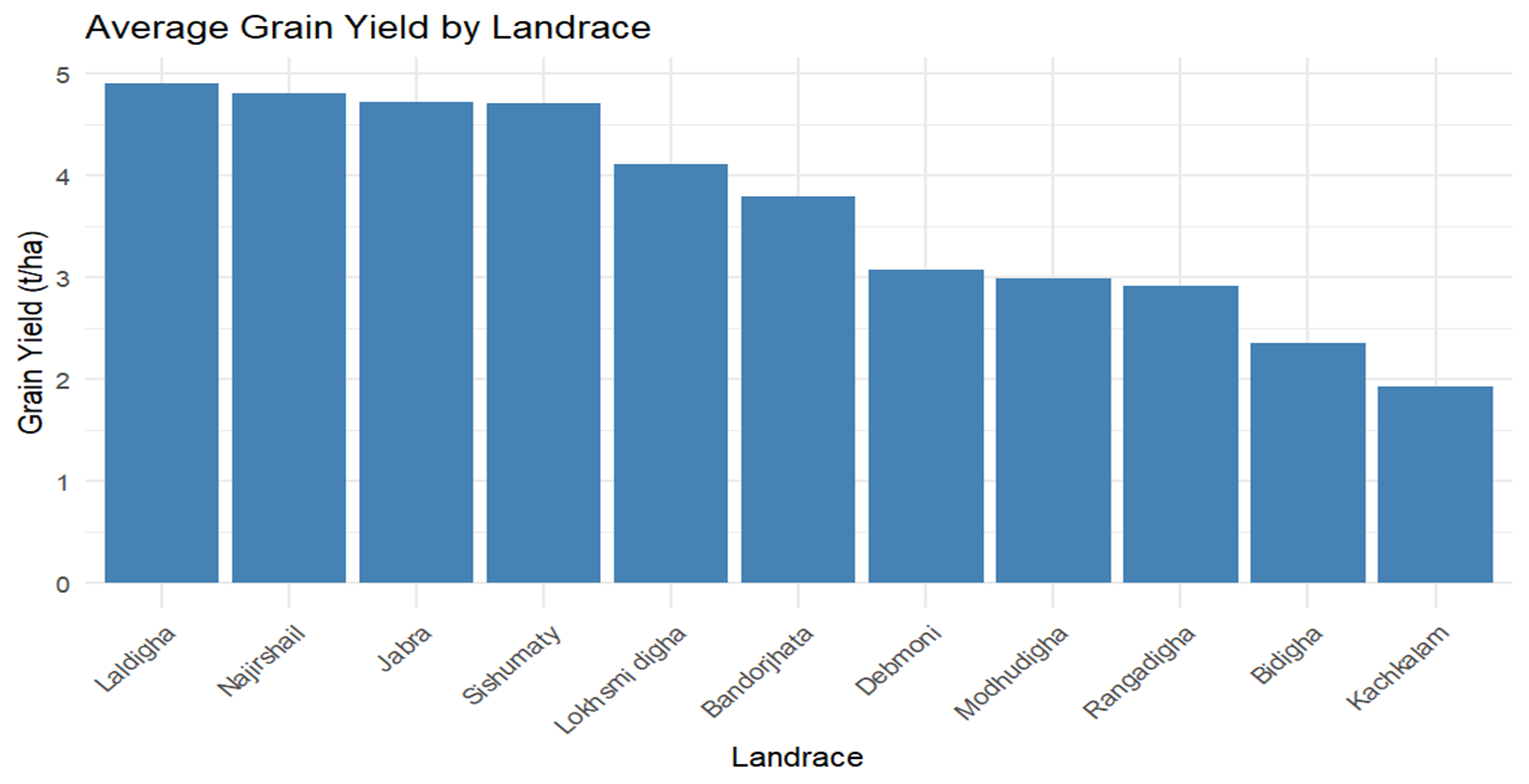 Average Grain Yield by Landrace
Grain Yield (t/ha)
5
4
3
2
1
0
Laldigha
Najirshail
Jabra
Sishumaty
Lokhsmi digha
Bandorjhata
Debmoni
Modhudigha
Rangadigha
Bidigha
Kachkalam
Landrace